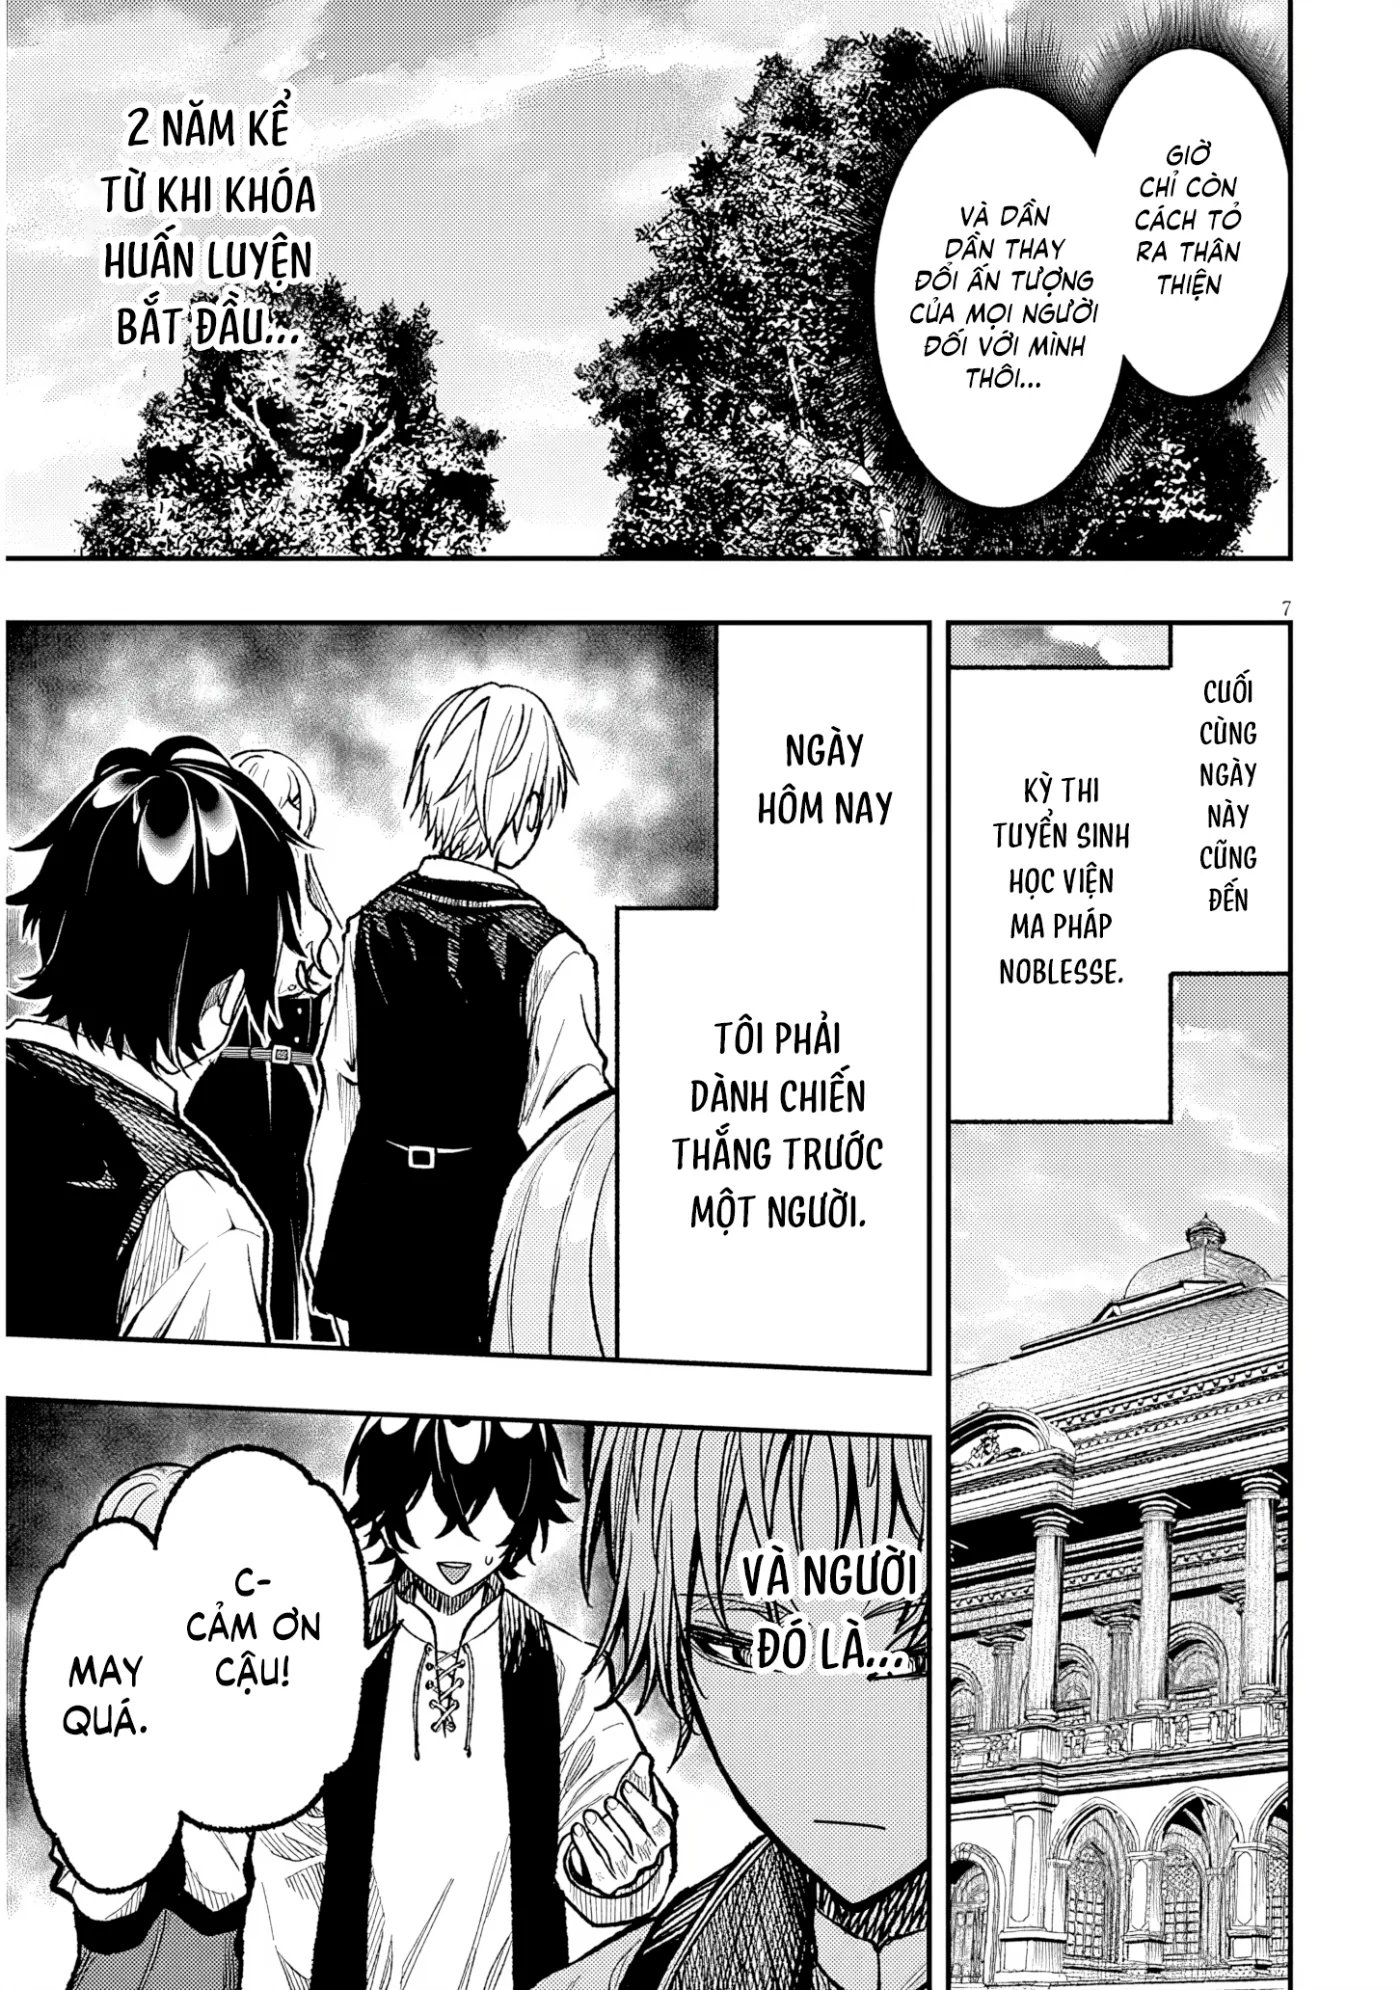 GIỜ
CHỈ CÒN
CÁCH TỎ
RA THÂN
THIỆN
VÀ DẦN
DẦN THAY
ĐỔI ẤN TƯỢNG
CỦA MỌI NGƯỜI
ĐỐI VỚI MÌNH
THÔI...
2 NĂM KỂ
TỪ KHI KHÓA
HUẤN LUYỆN
BẮT ĐẦU...
7
CUỐI
CÙNG
NGÀY
NÀY
CŨNG
ĐẾN
KỲ THI
TUYỂN SINH
HỌC VIỆN
MA PHÁP
NOBLESSE.
NGÀY
HÔM NAY
TÔI PHẢI
DÀNH CHIẾN
THẮNG TRƯỚC
MỘT NGƯỜI.
VÀ NGƯỜI
ĐÓ LÀ...
C-
CẢM ƠN
CẬU!
MAY
QUÁ.